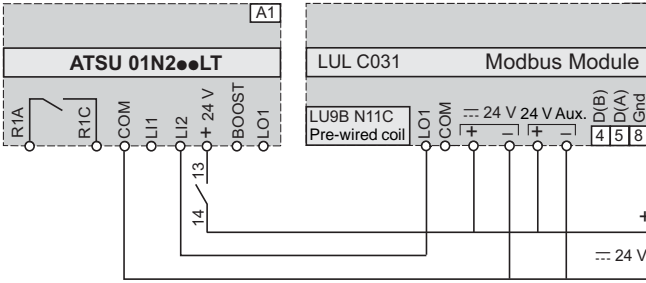 A1
ATSU 01N2●●LT
R1A
R1C
COM
LI1
LI2
+ 24 V
BOOST
LO1
13
14
LUL C031 Modbus Module
LU9B N11C
Pre-wired coil
LO1
COM
⎓ 24 V
+ –
24 V Aux.
+ –
D(B)
D(A)
Gnd
4 5 8
+
⎓ 24 V